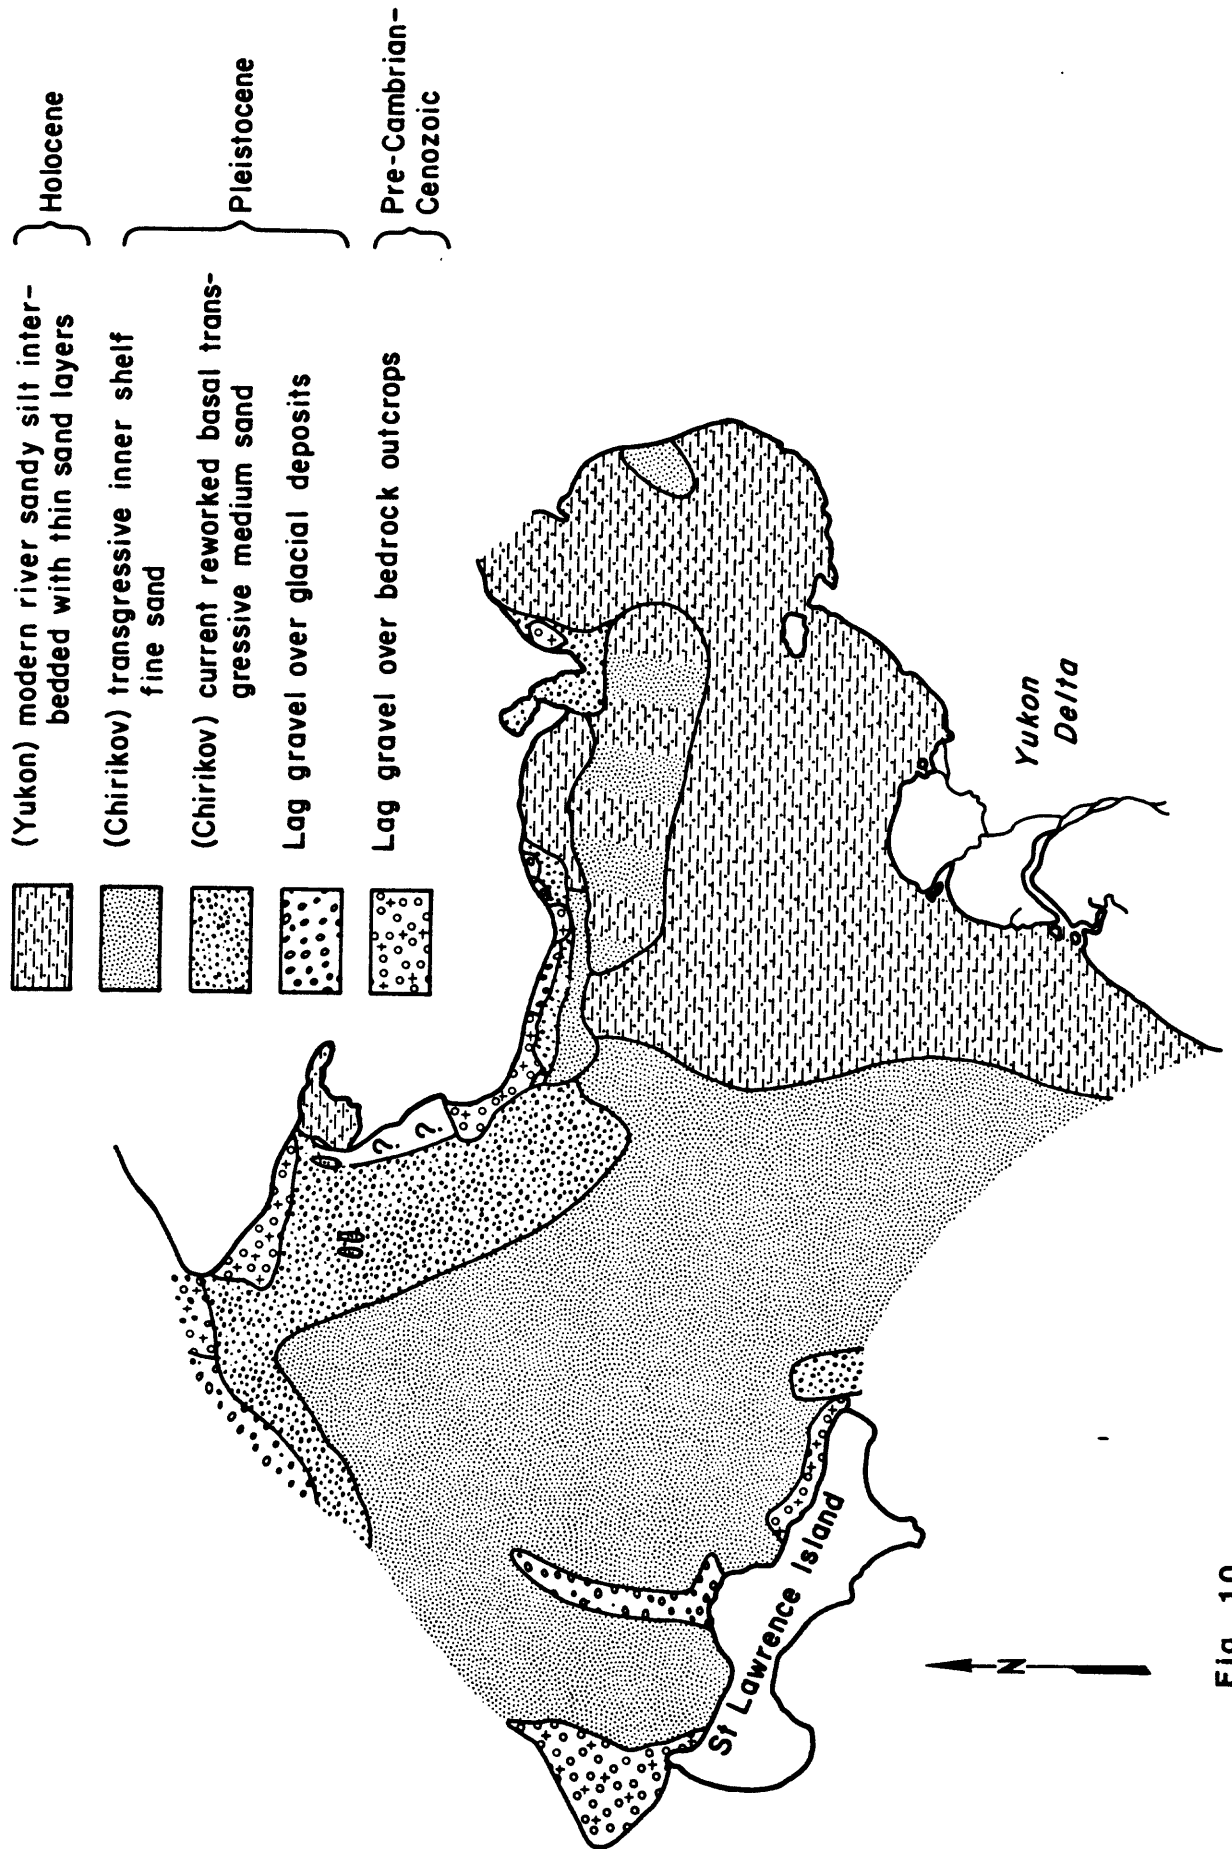 (Yukon) modern river sandy silt inter-
bedded with thin sand layers
Holocene
(Chirikov) transgressive inner shelf
fine sand
(Chirikov) current reworked basal trans-
gressive medium sand
Lag gravel over glacial deposits
Pleistocene
Lag gravel over bedrock outcrops
Pre-Cambrian-
Cenozoic
?
?
Yukon
Delta
St Lawrence Island
N
Fig. 10